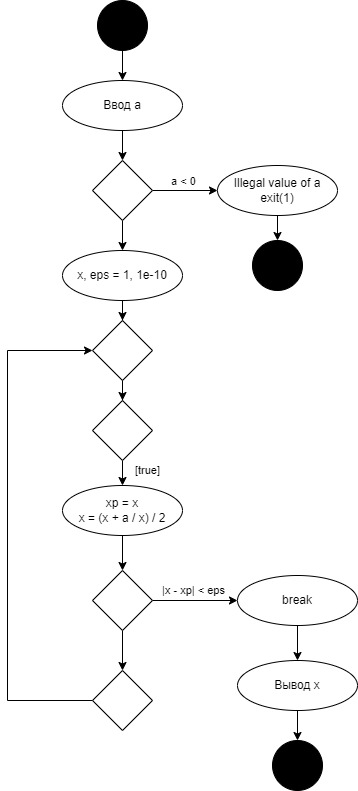 Ввод a
a < 0
Illegal value of a
exit(1)
x, eps = 1, 1e-10
[true]
xp = x
x = (x + a / x) / 2
|x - xp| < eps
break
Вывод x